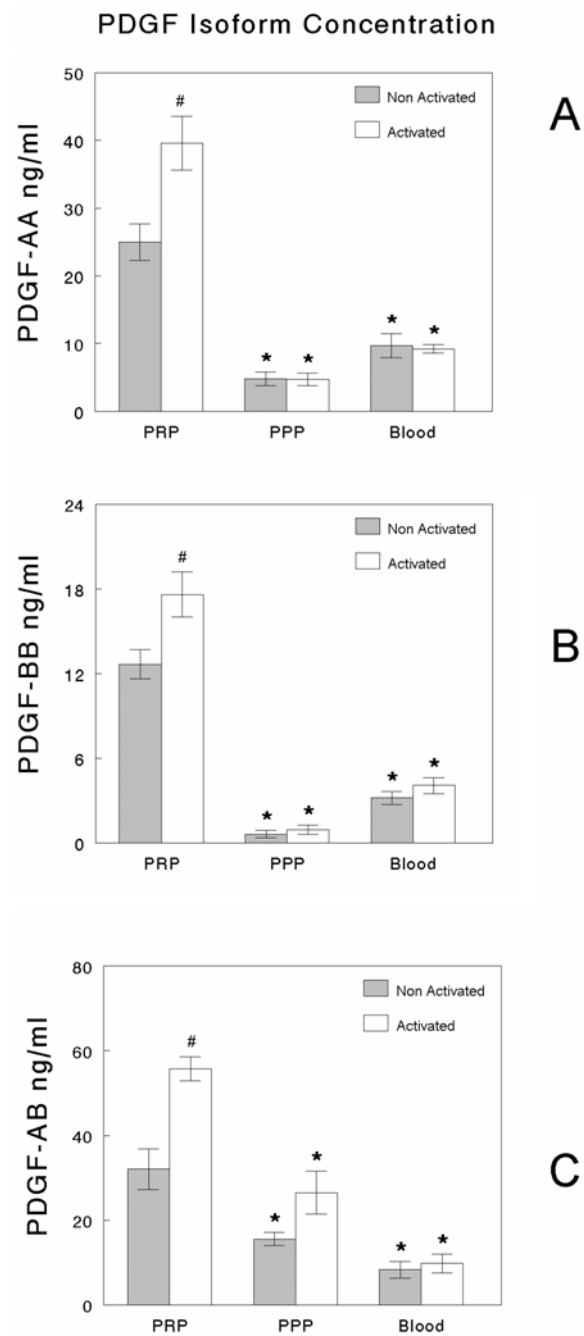 PDGF Isoform Concentration
A
PDGF-AA ng/ml
50
40
30
20
10
0
Non Activated
Activated
#
*
*
*
*
PRP PPP Blood
B
PDGF-BB ng/ml
24
18
12
6
0
Non Activated
Activated
#
*
*
*
*
PRP PPP Blood
C
PDGF-AB ng/ml
80
60
40
20
0
Non Activated
Activated
#
*
*
*
*
PRP PPP Blood